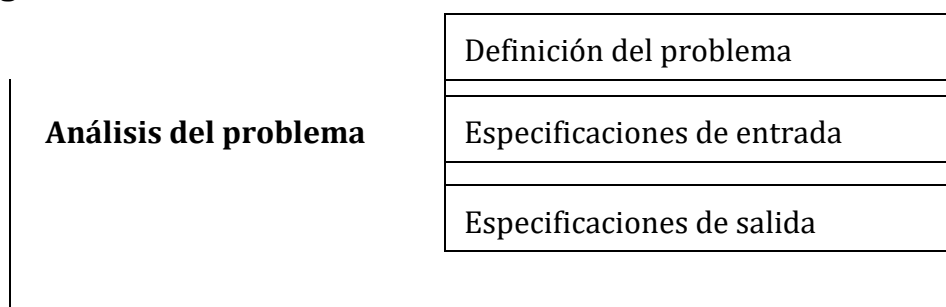 Definición del problema
Análisis del problema
Especificaciones de entrada
Especificaciones de salida